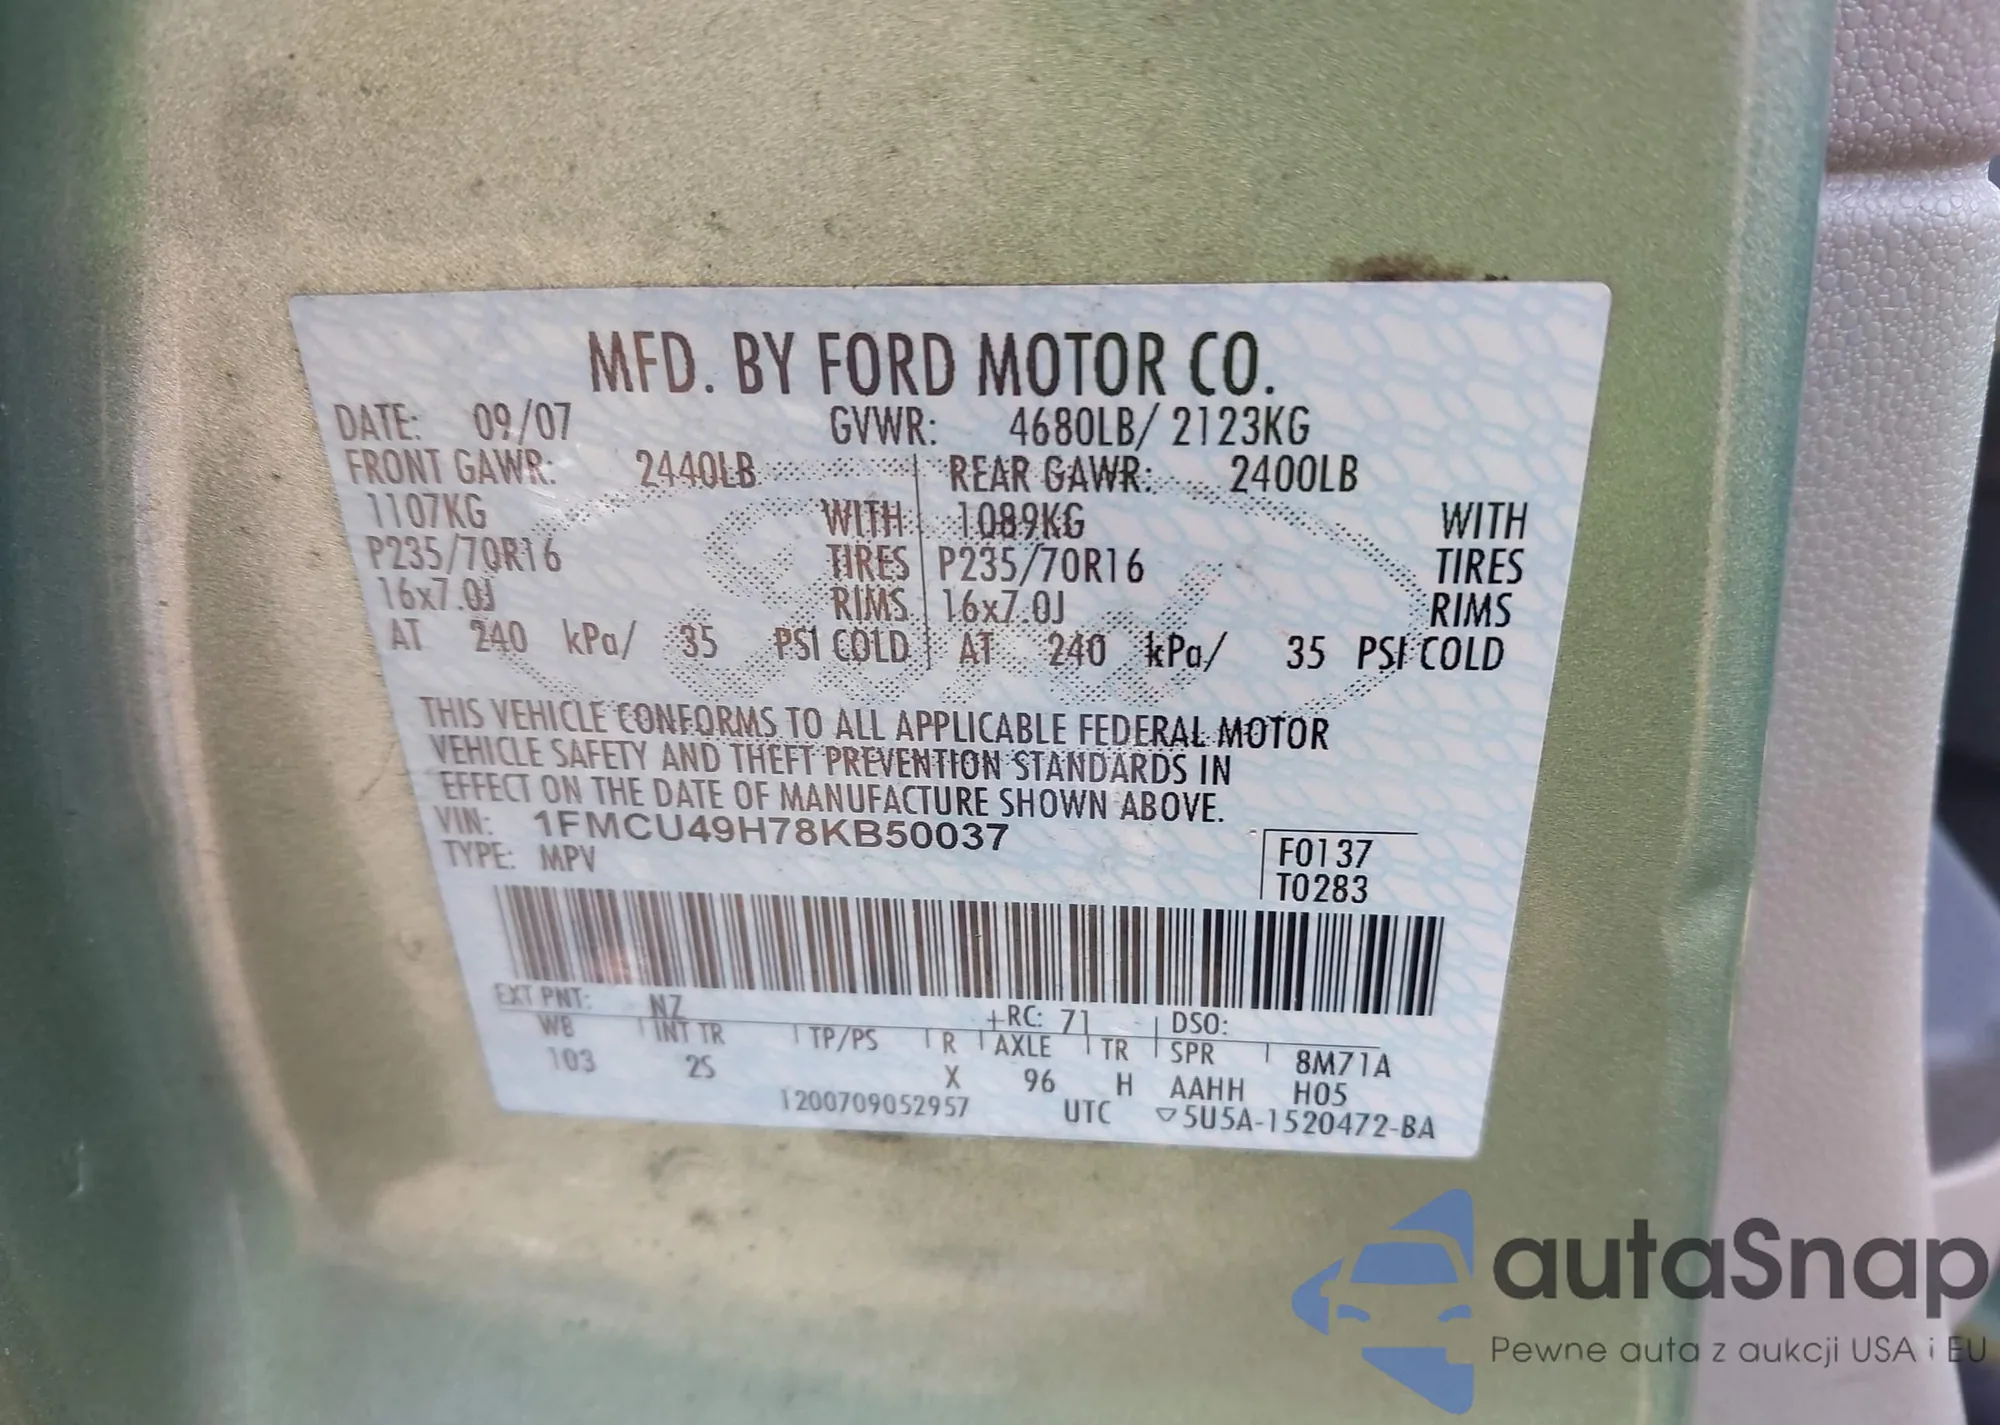 MFD. BY FORD MOTOR CO.
DATE: 09/07 GVWR: 4680LB/ 2123KG
FRONT GAWR: 2440LB REAR GAWR: 2400LB
1107KG WITH 1089KG WITH
P235/70R16 TIRES P235/70R16 TIRES
16x7.0J RIMS 16x7.0J RIMS
AT 240 kPa/ 35 PSI COLD AT 240 kPa/ 35 PSI COLD
THIS VEHICLE CONFORMS TO ALL APPLICABLE FEDERAL MOTOR
VEHICLE SAFETY AND THEFT PREVENTION STANDARDS IN
EFFECT ON THE DATE OF MANUFACTURE SHOWN ABOVE.
VIN: 1FMCU49H78KB50037
TYPE: MPV
F0137
T0283
EXT PNT: NZ +RC: 71 DSO:
WB INT TR TP/PS R AXLE TR SPR 8M71A
103 2S X 96 H AAHH H05
1200709052957 UTC ▽5U5A-1520472-BA
autaSnap
Pewne auta z aukcji USA i EU